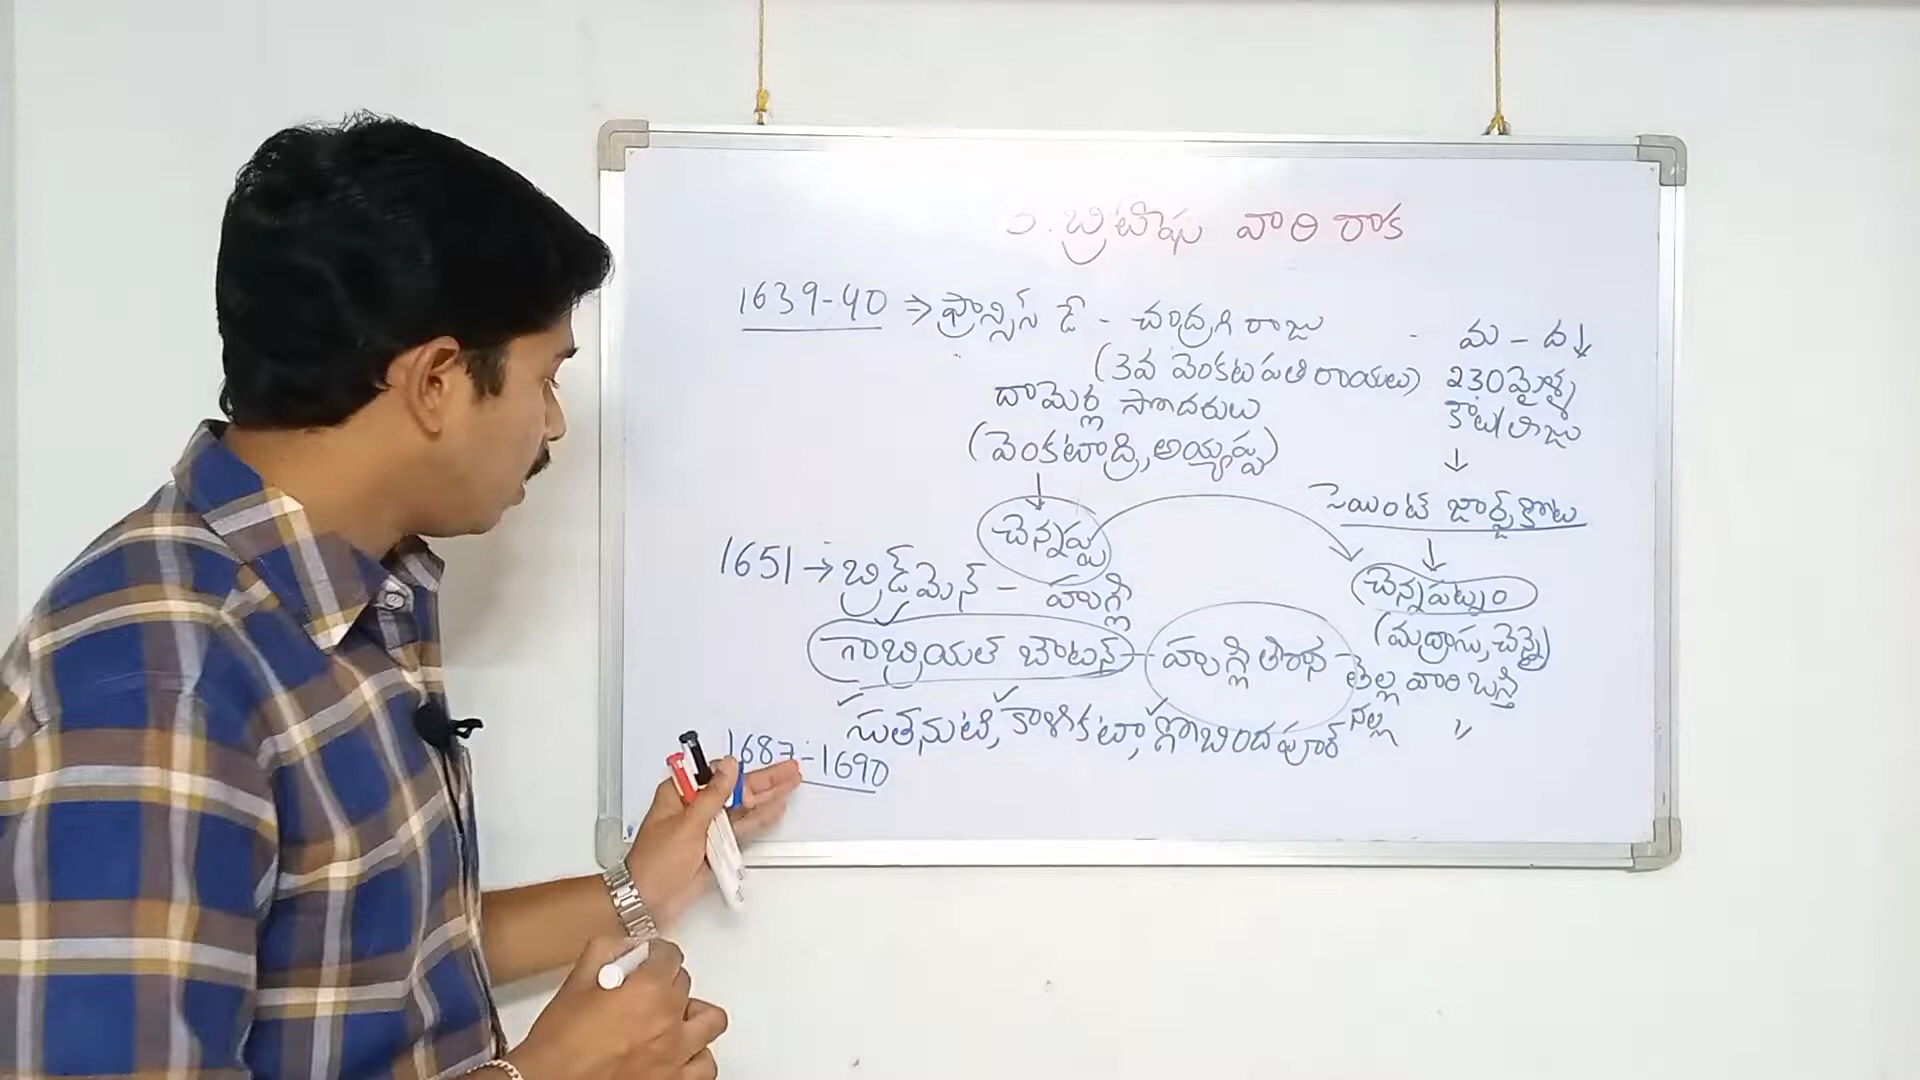 3. బ్రిటిష్ వారి రాక
1639-40 ⇒ ఫ్రాన్సిస్ డే - చంద్రగి రాజు - మ - ద↓
(3వ వెంకటపతి రాయలు) 230 మైళ్ళ
దామెర్ల సోదరులు కోట/
(వెంకటాద్రి, అయ్యప్ప) ↓
↓ సెయింట్ జార్జ్ కోట
చెన్నప్ప ↓
1651 → బ్రిడ్జ్‌మెన్ - హుగ్లీ చెన్నపట్నం
(మద్రాసు, చెన్నై)
గాబ్రియల్ బౌటన్ - హుగ్లీ తీరాన - తెల్ల వారి బస్తీ
సుతనుటి, కాళికటా, గోబిందపూర్ నల్ల "
1687-1690